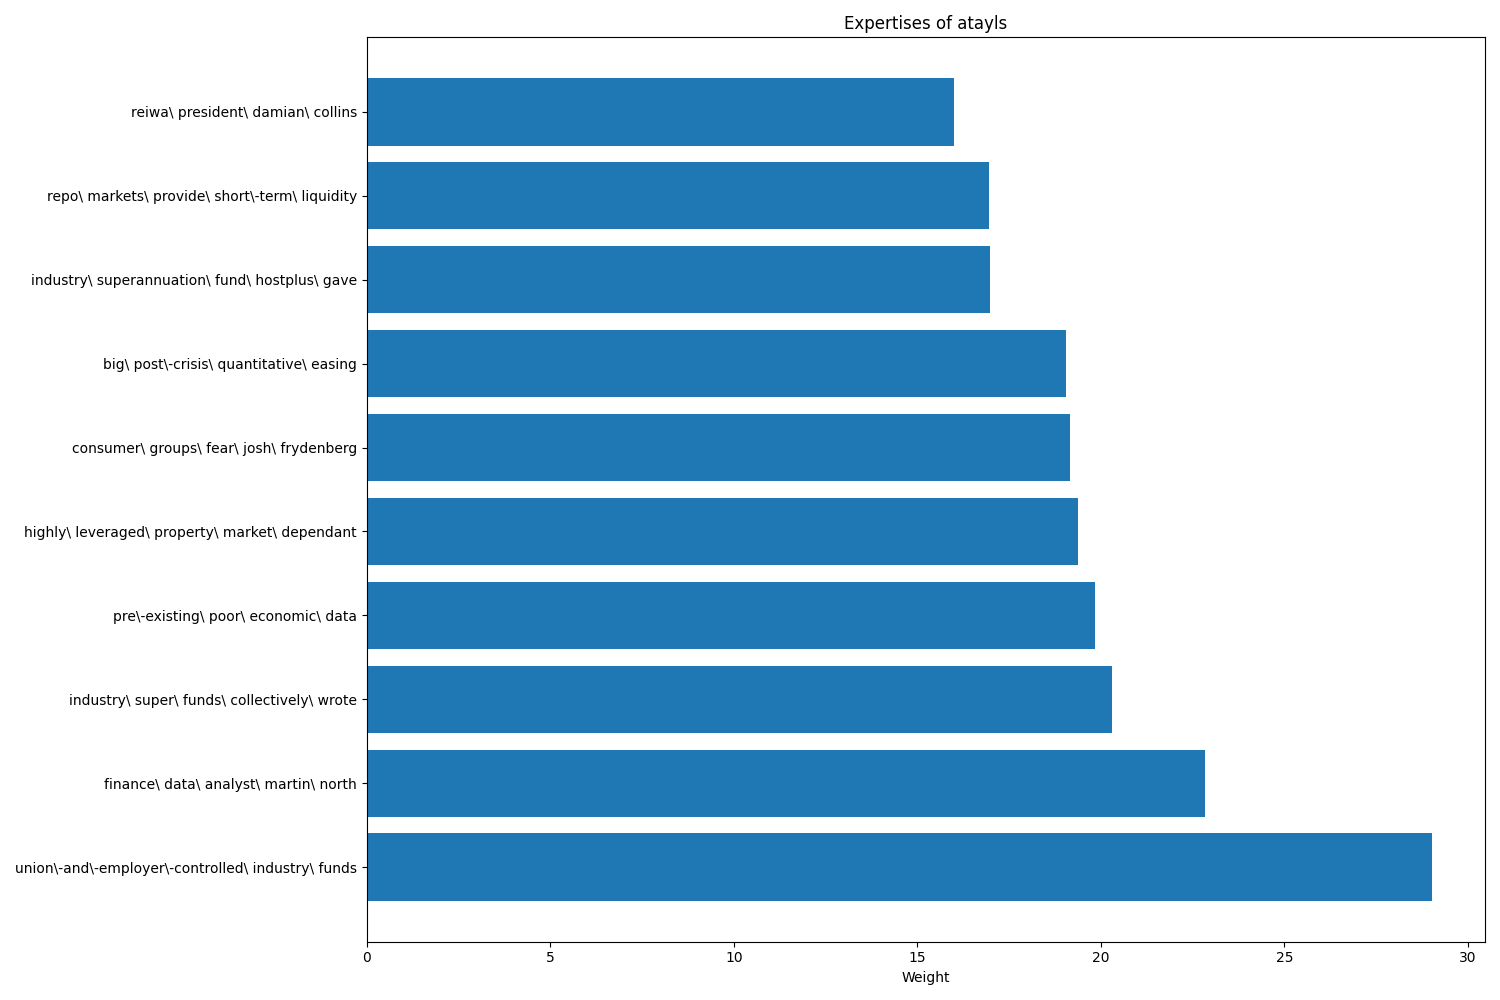 Expertises of atayls
reiwa\ president\ damian\ collins
repo\ markets\ provide\ short\-term\ liquidity
industry\ superannuation\ fund\ hostplus\ gave
big\ post\-crisis\ quantitative\ easing
consumer\ groups\ fear\ josh\ frydenberg
highly\ leveraged\ property\ market\ dependant
pre\-existing\ poor\ economic\ data
industry\ super\ funds\ collectively\ wrote
finance\ data\ analyst\ martin\ north
union\-and\-employer\-controlled\ industry\ funds
0 5 10 15 20 25 30
Weight